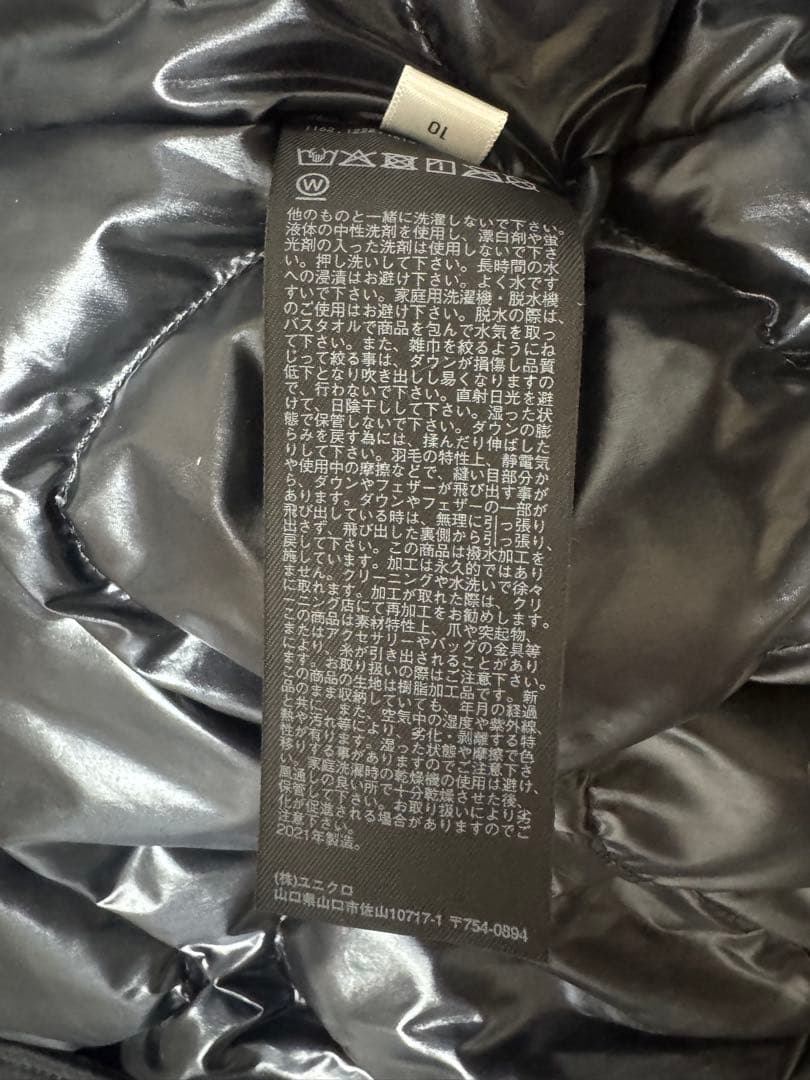 10
W
他のものと一緒に洗濯しないで下さい。
液体の中性洗剤を使用し、漂白剤や蛍
光剤の入った洗剤は使用しないで下さ
い。押し洗いして下さい。長時間の水
への浸漬はお避け下さい。よく水です
すいで下さい。家庭用洗濯機・脱水機
のご使用はお避け下さい。脱水の際は、
バスタオルで商品を包んで水気を取っ
て下さい。また、雑巾を絞るようにね
じって絞る事は、ダウンが損傷し品質
低下となり吹き出しし易くなりますの
で、行わないで下さい。直射日光を避
けて、日陰干しして下さい。湿った状
態で保管しないで下さい。ダウンの膨
らみを戻す為には、揉んだり伸ばした
りして下さい。羽毛の特性上、静電気
や使用中の摩擦などで、縫い目部分か
ら、ダウンやフェザーが飛び出す事が
あります。ダウンやフェザーの一部が
飛び出している時は、無理に引っ張り
出さず、飛び出した裏側から引っ張り、
戻して下さい。この商品は撥水加工を
施しています。加工は永久的ではあり
ません。クリーニングや水洗いで徐々
に取れます。加工が取れた際は、クリ
ーニング店にて再加工をお勧めします。
この商品は素材特性上、爪や突起物、
またはアクセサリーやバッグの金具等
により、糸が引き出されることがあり
ます。お取り扱いの際はご注意下さい。
この商品の生地は樹脂加工品です。新
品のまま収納していても、年月の経過
と共に、また、空気中の湿度や紫外線、
熱や汚れ等により、劣化・剥離する特
性が有ります。湿った状態や摩擦で色
移りする事がありますのでご注意下さ
い。家庭洗濯時の乾燥機の使用は避け、
風通しの良い所で十分乾燥させた後、
保管して下さい。お取り扱いにより劣
化が促進される場合がありますのでご
注意下さい。
2021年製造。
(株)ユニクロ
山口県山口市佐山10717-1 〒754-0894